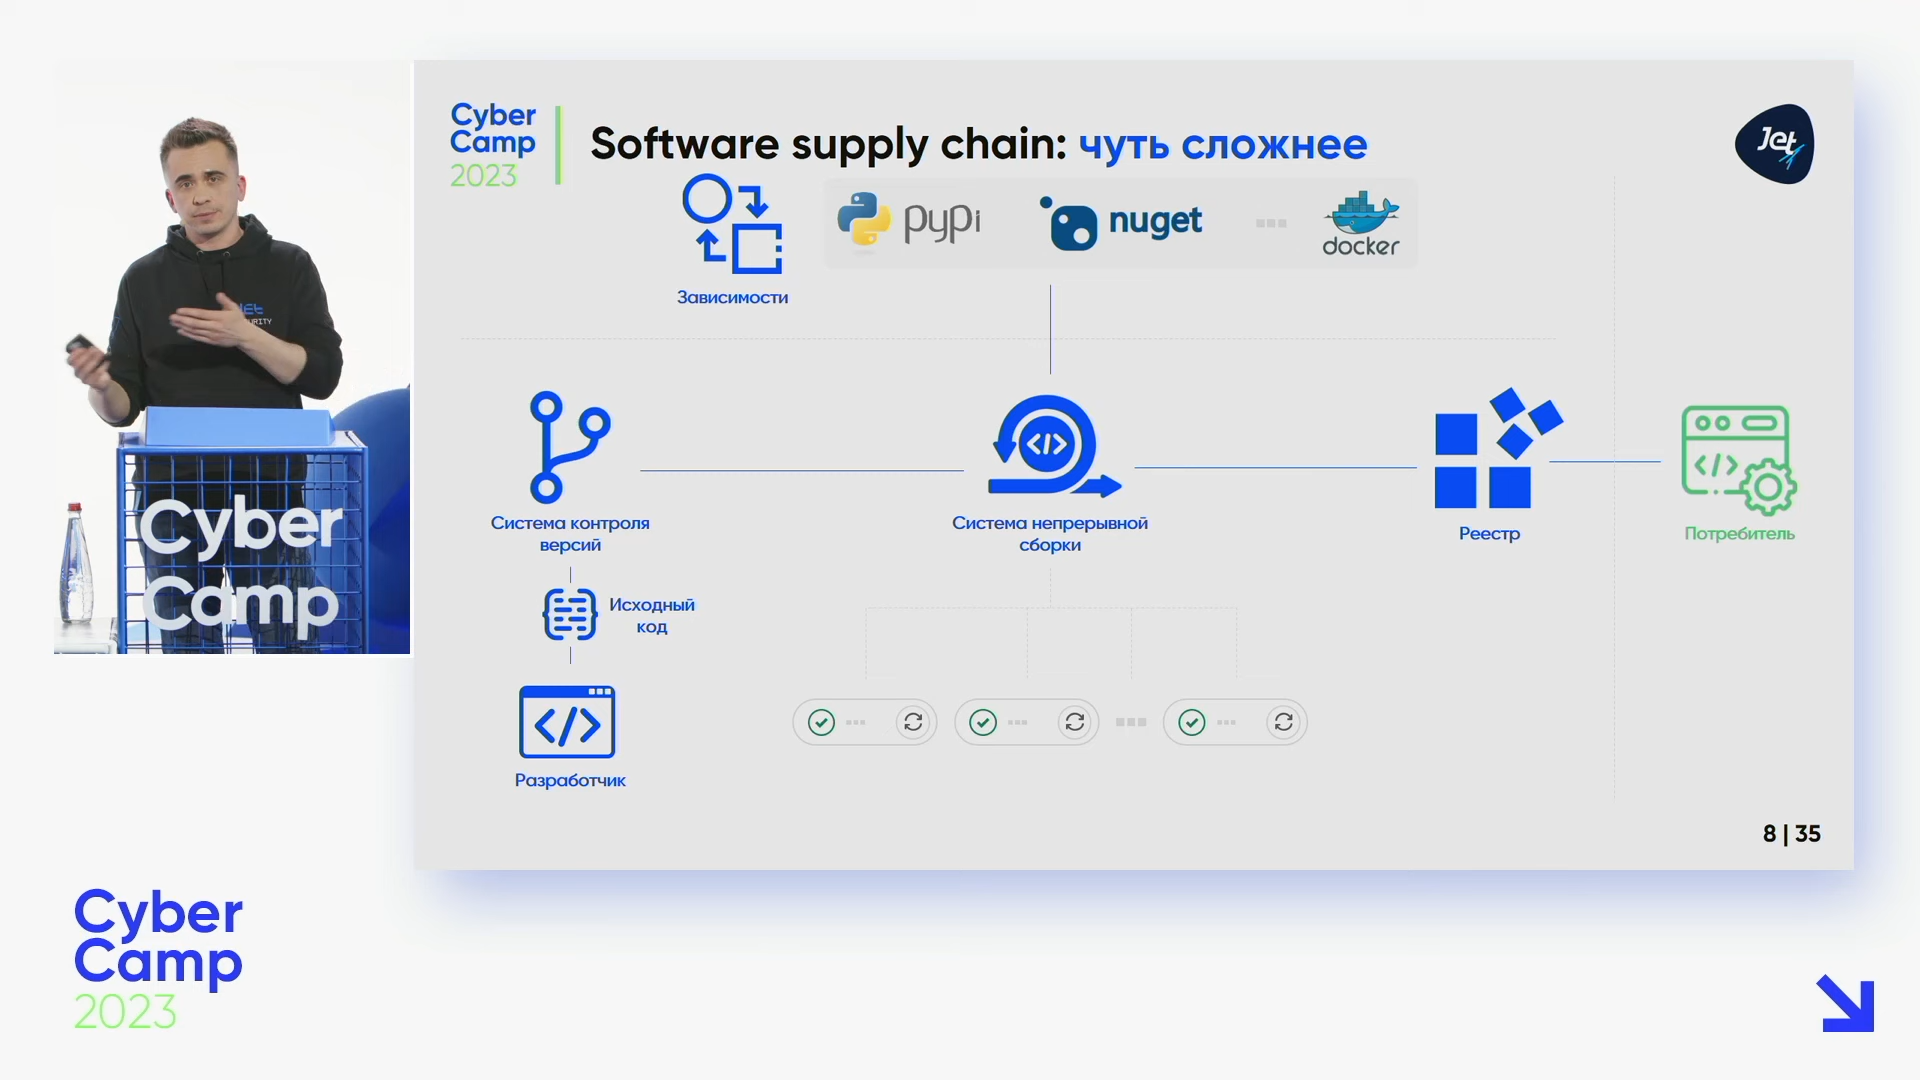 Cyber
Camp
2023
Software supply chain: чуть сложнее
Jet
pypi
nuget
docker
Зависимости
Система контроля
версий
Система непрерывной
сборки
Реестр
Потребитель
Исходный
код
Разработчик
8 | 35
Cyber
Camp
Cyber
Camp
2023